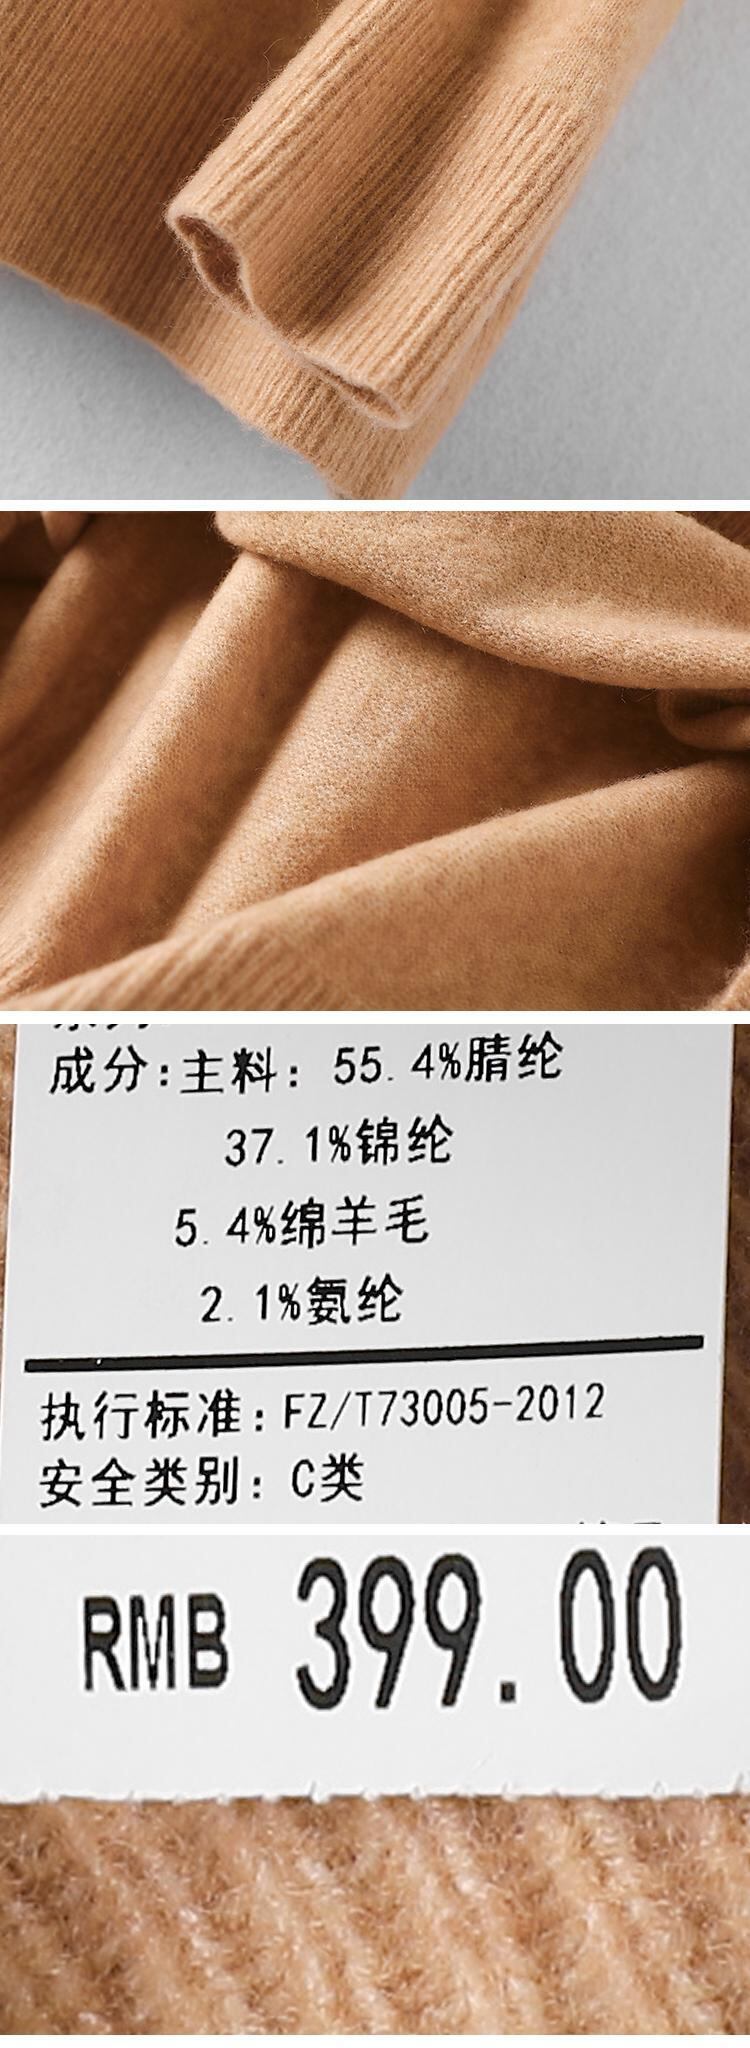 成分:主料: 55.4%腈纶
37.1%锦纶
5.4%绵羊毛
2.1%氨纶
执行标准:FZ/T73005-2012
安全类别: C类
RMB 399.00